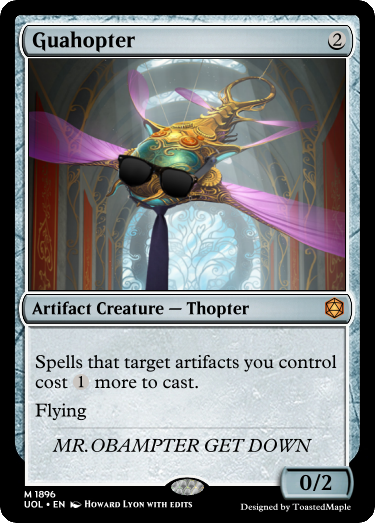 Guahopter 2
Artifact Creature — Thopter
Spells that target artifacts you control
cost 1 more to cast.
Flying
MR.OBAMPTER GET DOWN
0/2
M 1896
UOL • EN Howard Lyon with edits
Designed by ToastedMaple